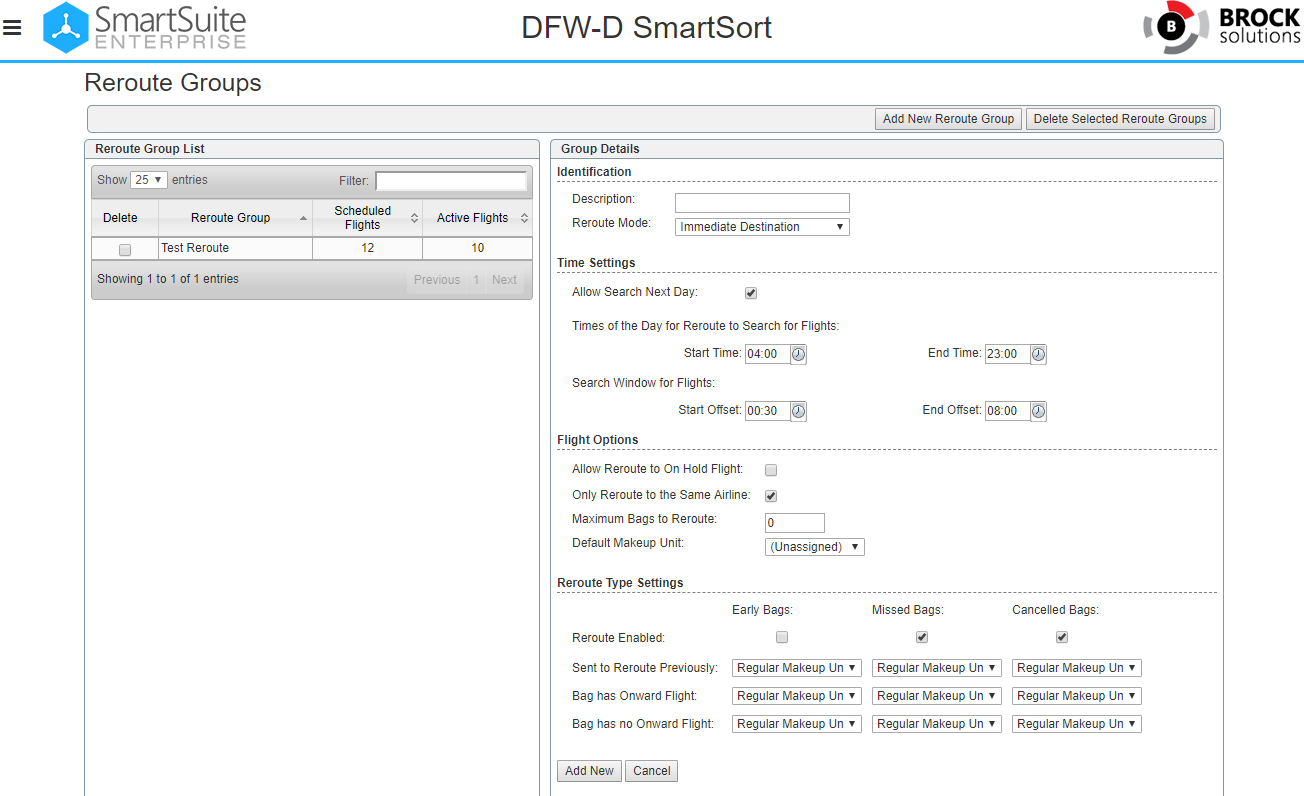 SmartSuite
ENTERPRISE
DFW-D SmartSort
B
BROCK
solutions
Reroute Groups
Add New Reroute Group
Delete Selected Reroute Groups
Reroute Group List
Show 25 entries
Filter:
Delete
Reroute Group
Scheduled
Flights
Active Flights
Test Reroute
12
10
Showing 1 to 1 of 1 entries
Previous
1
Next
Group Details
Identification
Description:
Reroute Mode:
Immediate Destination
Time Settings
Allow Search Next Day:
Times of the Day for Reroute to Search for Flights:
Start Time: 04:00
End Time: 23:00
Search Window for Flights:
Start Offset: 00:30
End Offset: 08:00
Flight Options
Allow Reroute to On Hold Flight:
Only Reroute to the Same Airline:
Maximum Bags to Reroute:
0
Default Makeup Unit:
(Unassigned)
Reroute Type Settings
Early Bags:
Missed Bags:
Cancelled Bags:
Reroute Enabled:
Sent to Reroute Previously:
Regular Makeup Un
Regular Makeup Un
Regular Makeup Un
Bag has Onward Flight:
Regular Makeup Un
Regular Makeup Un
Regular Makeup Un
Bag has no Onward Flight:
Regular Makeup Un
Regular Makeup Un
Regular Makeup Un
Add New
Cancel